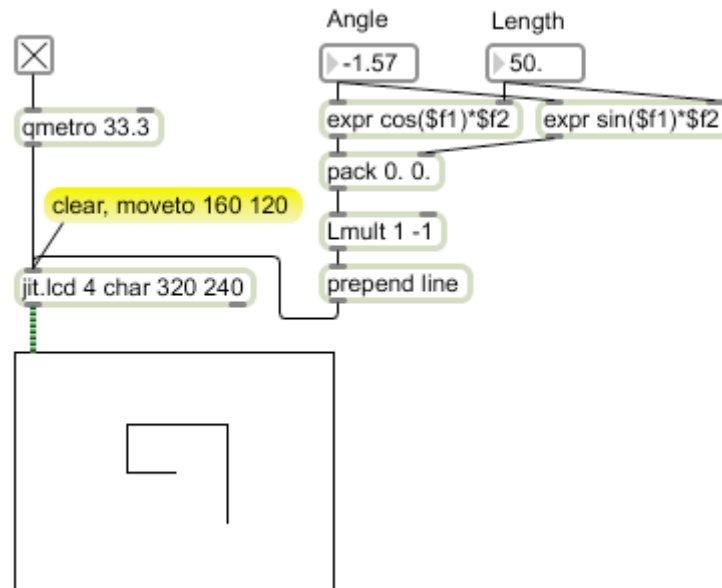 Angle
Length
-1.57
50.
qmetro 33.3
expr cos($f1)*$f2
expr sin($f1)*$f2
pack 0. 0.
clear, moveto 160 120
Lmult 1 -1
jit.lcd 4 char 320 240
prepend line